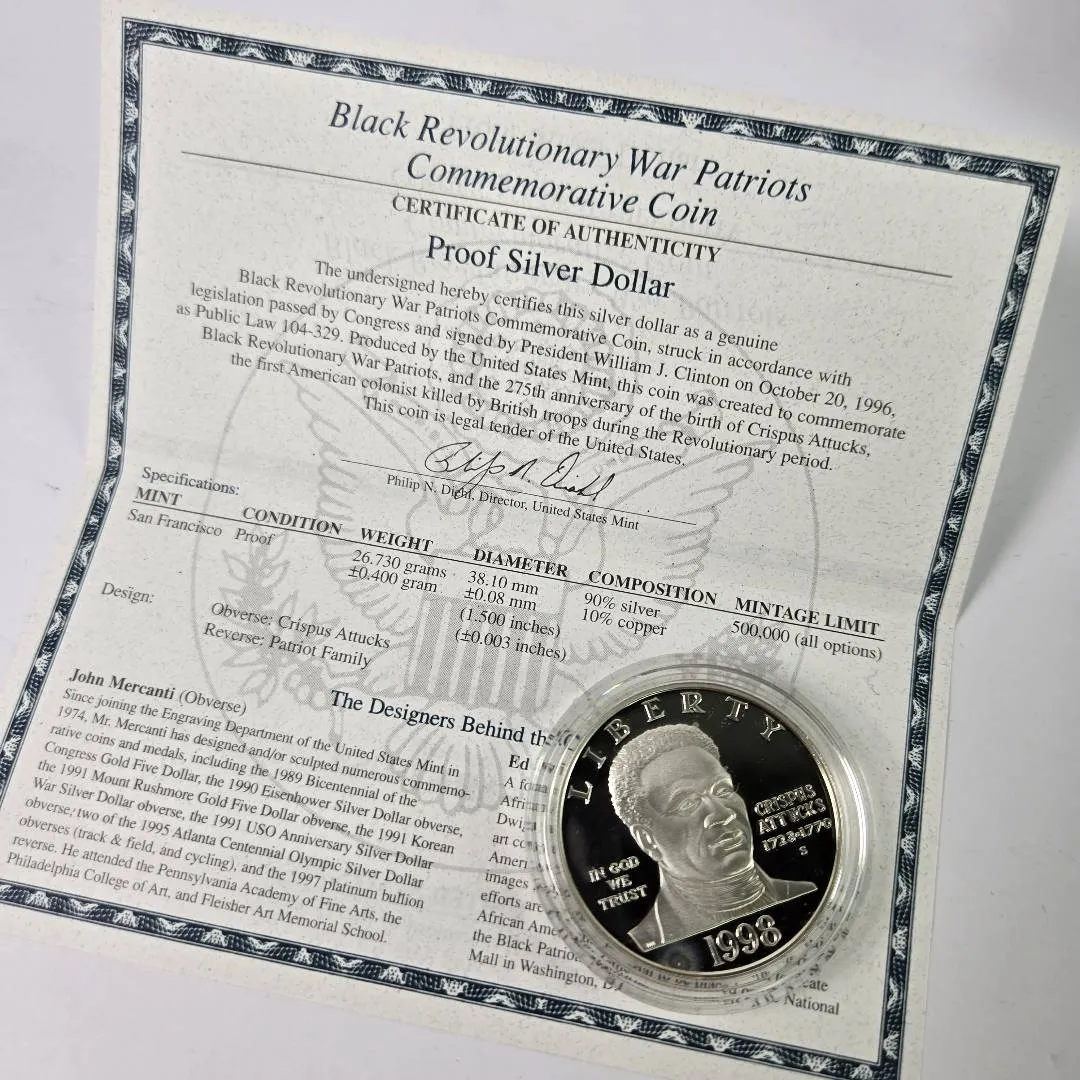 Black Revolutionary War Patriots
Commemorative Coin
CERTIFICATE OF AUTHENTICITY
Proof Silver Dollar
The undersigned hereby certifies this silver dollar as a genuine
Black Revolutionary War Patriots Commemorative Coin, struck in accordance with
legislation passed by Congress and signed by President William J. Clinton on October 20, 1996,
as Public Law 104-329. Produced by the United States Mint, this coin was created to commemorate
Black Revolutionary War Patriots, and the 275th anniversary of the birth of Crispus Attucks,
the first American colonist killed by British troops during the Revolutionary period.
This coin is legal tender of the United States.
Philip N. Diehl, Director, United States Mint
Specifications:
MINT CONDITION WEIGHT DIAMETER COMPOSITION MINTAGE LIMIT
San Francisco Proof 26.730 grams 38.10 mm 90% silver 500,000 (all options)
±0.400 gram ±0.08 mm 10% copper
(1.500 inches)
(±0.003 inches)
Design:
Obverse: Crispus Attucks
Reverse: Patriot Family
The Designers Behind the
John Mercanti (Obverse)
Since joining the Engraving Department of the United States Mint in
1974, Mr. Mercanti has designed and/or sculpted numerous commemo-
rative coins and medals, including the 1989 Bicentennial of the
Congress Gold Five Dollar, the 1990 Eisenhower Silver Dollar obverse,
the 1991 Mount Rushmore Gold Five Dollar obverse, the 1991 Korean
War Silver Dollar obverse, the 1991 USO Anniversary Silver Dollar
obverse, two of the 1995 Atlanta Centennial Olympic Silver Dollar
obverses (track & field, and cycling), and the 1997 platinum bullion
reverse. He attended the Pennsylvania Academy of Fine Arts, the
Philadelphia College of Art, and Fleisher Art Memorial School.
Ed
A
art
images
efforts are
African
the Black
Mall in Washington,
National
LIBERTY
CRISPUS
ATTUCKS
1723-1770
S
IN GOD
WE
TRUST
1998